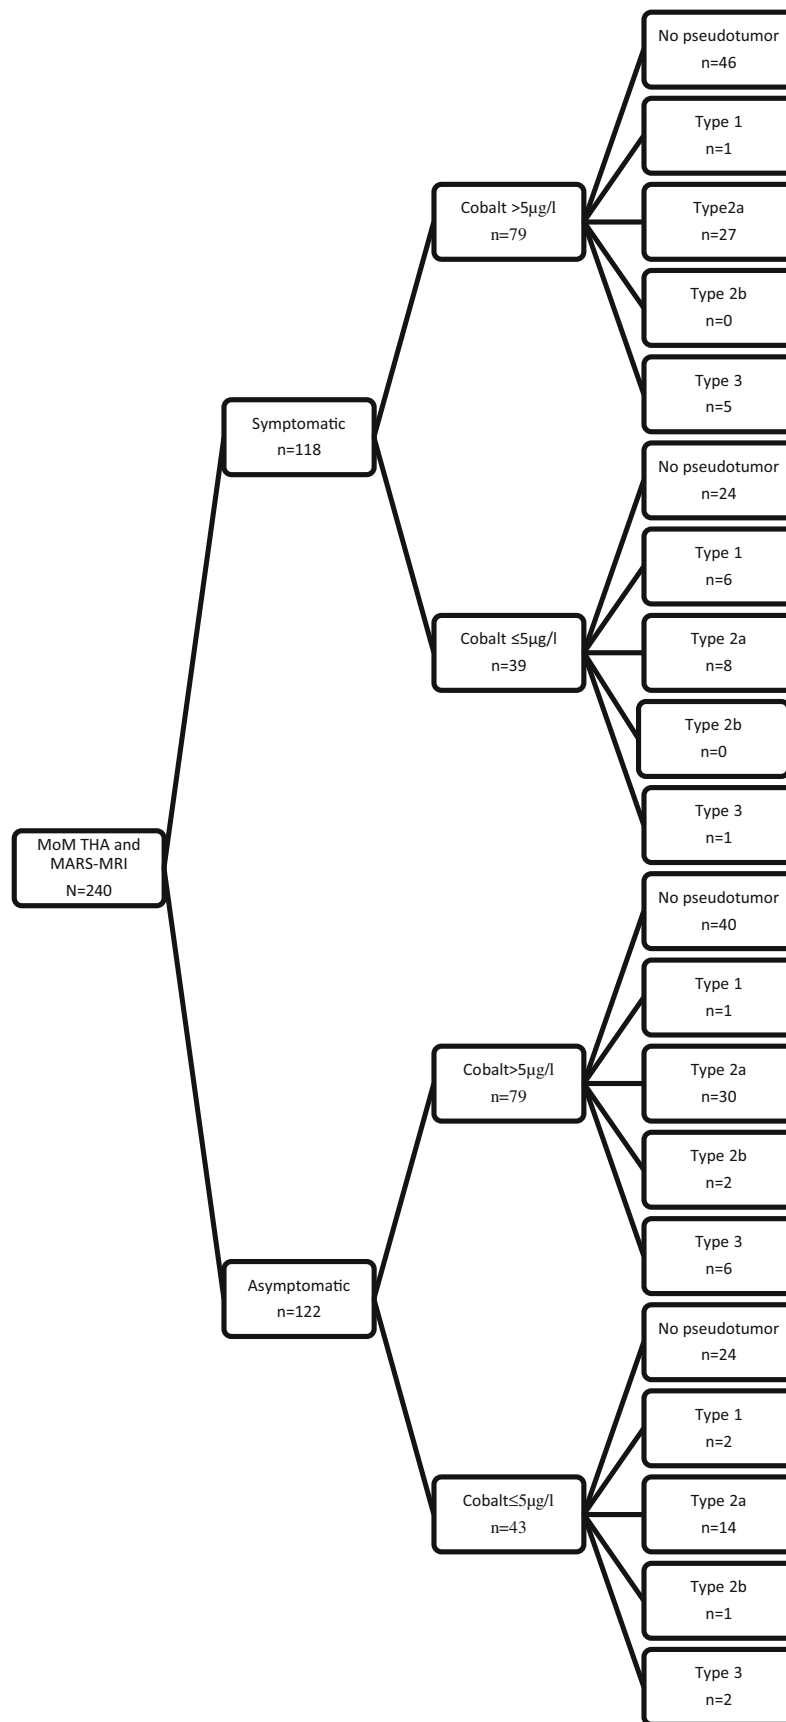 No pseudotumor
n=46
Type 1
n=1
Cobalt >5µg/l
n=79
Type2a
n=27
Type 2b
n=0
Type 3
n=5
Symptomatic
n=118
No pseudotumor
n=24
Type 1
n=6
Cobalt ≤5µg/l
n=39
Type 2a
n=8
Type 2b
n=0
Type 3
n=1
MoM THA and
MARS-MRI
N=240
No pseudotumor
n=40
Type 1
n=1
Cobalt>5µg/l
n=79
Type 2a
n=30
Type 2b
n=2
Type 3
n=6
Asymptomatic
n=122
No pseudotumor
n=24
Type 1
n=2
Cobalt≤5µg/l
n=43
Type 2a
n=14
Type 2b
n=1
Type 3
n=2